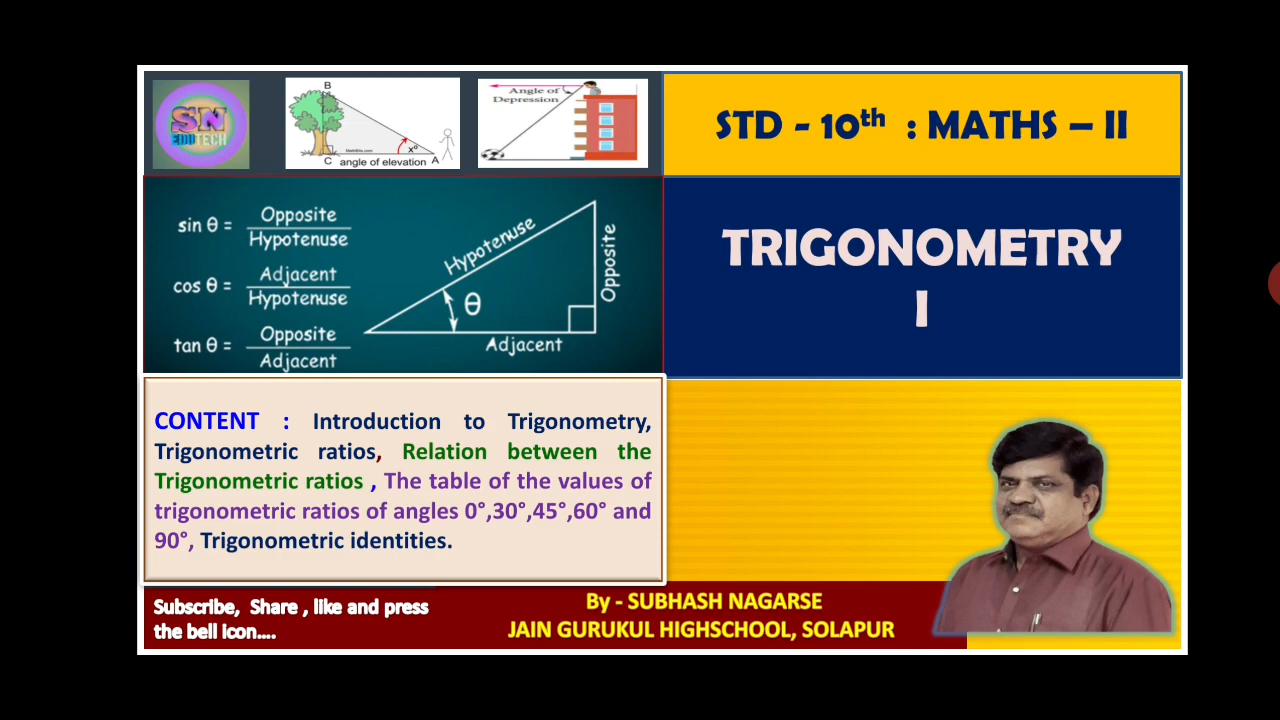 SN
EDUTECH
B
MathBits.com
x°
C
angle of elevation
A
Angle of
Depression
STD - 10th : MATHS – II
sin θ = Opposite
Hypotenuse
cos θ = Adjacent
Hypotenuse
tan θ = Opposite
Adjacent
Hypotenuse
θ
Opposite
Adjacent
TRIGONOMETRY
I
CONTENT : Introduction to Trigonometry,
Trigonometric ratios, Relation between the
Trigonometric ratios , The table of the values of
trigonometric ratios of angles 0°,30°,45°,60° and
90°, Trigonometric identities.
Subscribe, Share , like and press
the bell icon....
By - SUBHASH NAGARSE
JAIN GURUKUL HIGHSCHOOL, SOLAPUR